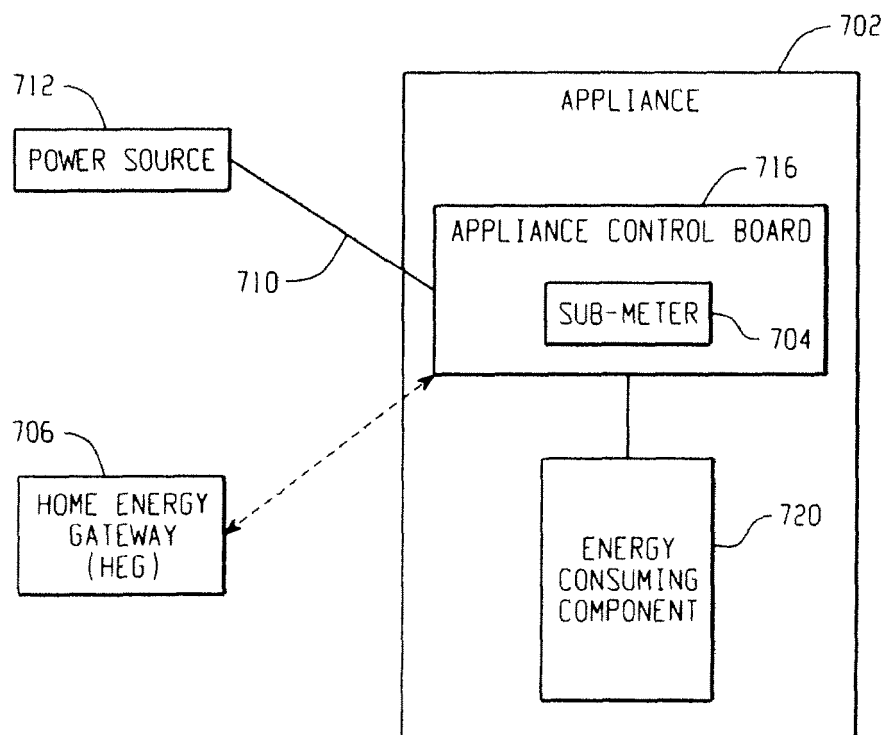 702
712
APPLIANCE
POWER SOURCE
716
APPLIANCE CONTROL BOARD
710
SUB-METER
704
706
HOME ENERGY
GATEWAY
(HEG)
720
ENERGY
CONSUMING
COMPONENT